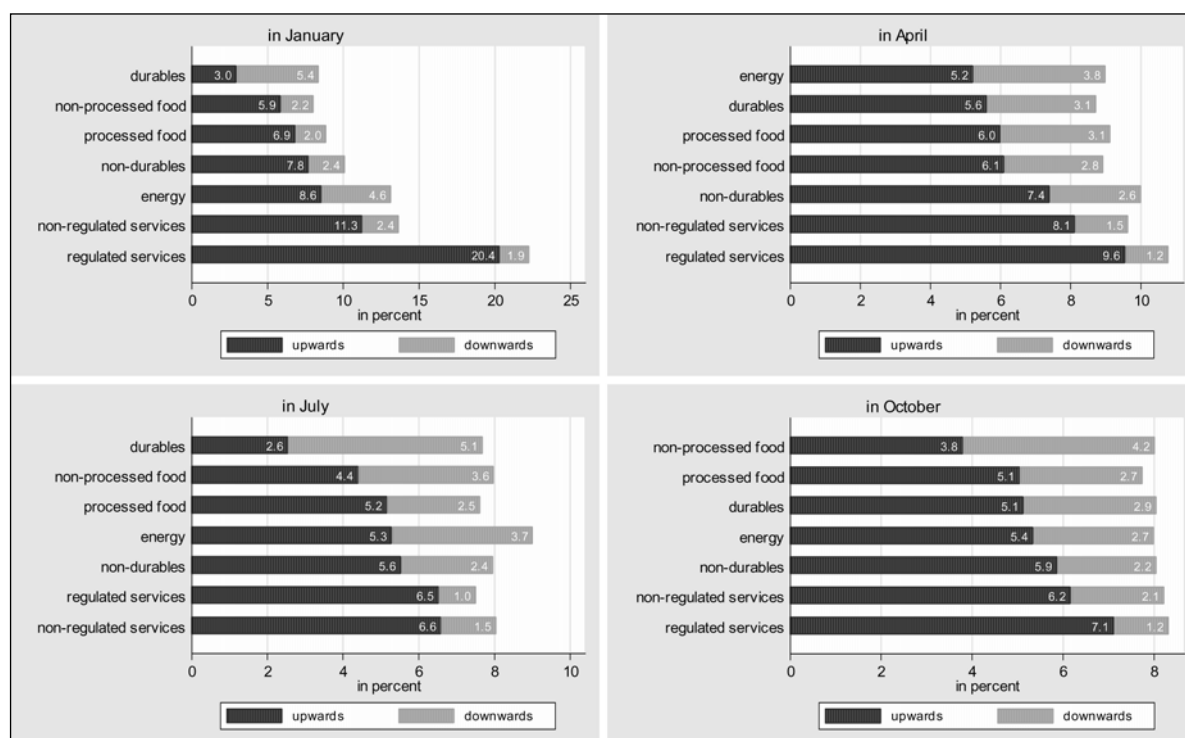 in January
durables 3.0 5.4
non-processed food 5.9 2.2
processed food 6.9 2.0
non-durables 7.8 2.4
energy 8.6 4.6
non-regulated services 11.3 2.4
regulated services 20.4 1.9
0 5 10 15 20 25
in percent
upwards downwards
in April
energy 5.2 3.8
durables 5.6 3.1
processed food 6.0 3.1
non-processed food 6.1 2.8
non-durables 7.4 2.6
non-regulated services 8.1 1.5
regulated services 9.6 1.2
0 2 4 6 8 10
in percent
upwards downwards
in July
durables 2.6 5.1
non-processed food 4.4 3.6
processed food 5.2 2.5
energy 5.3 3.7
non-durables 5.6 2.4
regulated services 6.5 1.0
non-regulated services 6.6 1.5
0 2 4 6 8 10
in percent
upwards downwards
in October
non-processed food 3.8 4.2
processed food 5.1 2.7
durables 5.1 2.9
energy 5.4 2.7
non-durables 5.9 2.2
non-regulated services 6.2 2.1
regulated services 7.1 1.2
0 2 4 6 8
in percent
upwards downwards